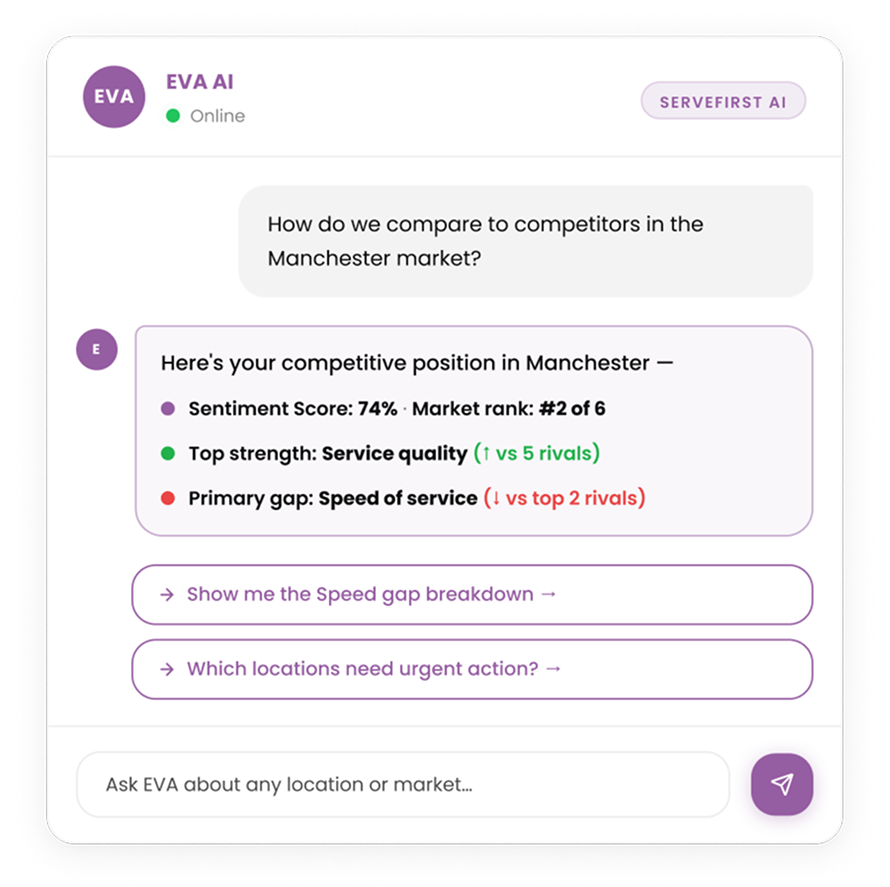 EVA
EVA AI
Online
SERVEFIRST AI
How do we compare to competitors in the
Manchester market?
E
Here's your competitive position in Manchester —
Sentiment Score: 74% · Market rank: #2 of 6
Top strength: Service quality (↑ vs 5 rivals)
Primary gap: Speed of service (↓ vs top 2 rivals)
→ Show me the Speed gap breakdown →
→ Which locations need urgent action? →
Ask EVA about any location or market...